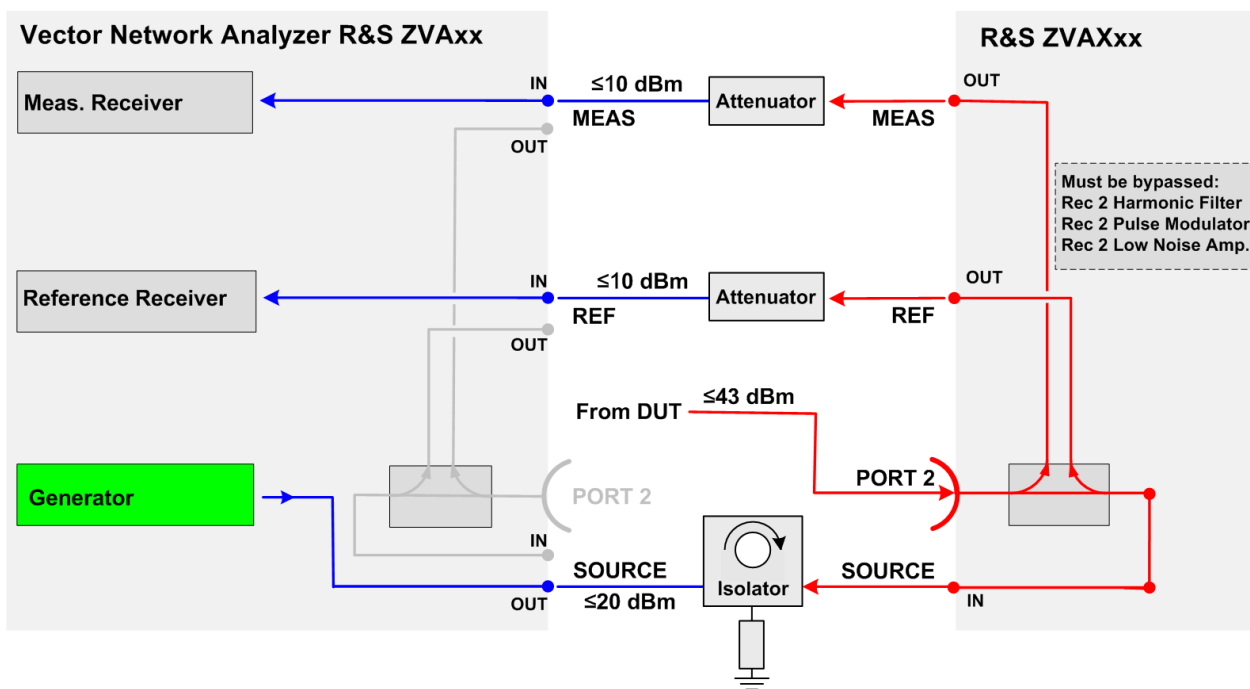 Vector Network Analyzer R&S ZVAxx
R&S ZVAXxx
Meas. Receiver
IN
≤10 dBm
Attenuator
OUT
MEAS
MEAS
OUT
Must be bypassed:
Rec 2 Harmonic Filter
Rec 2 Pulse Modulator
Rec 2 Low Noise Amp.
Reference Receiver
IN
≤10 dBm
Attenuator
OUT
REF
REF
OUT
≤43 dBm
From DUT
Generator
PORT 2
PORT 2
IN
SOURCE
SOURCE
Isolator
OUT
≤20 dBm
IN